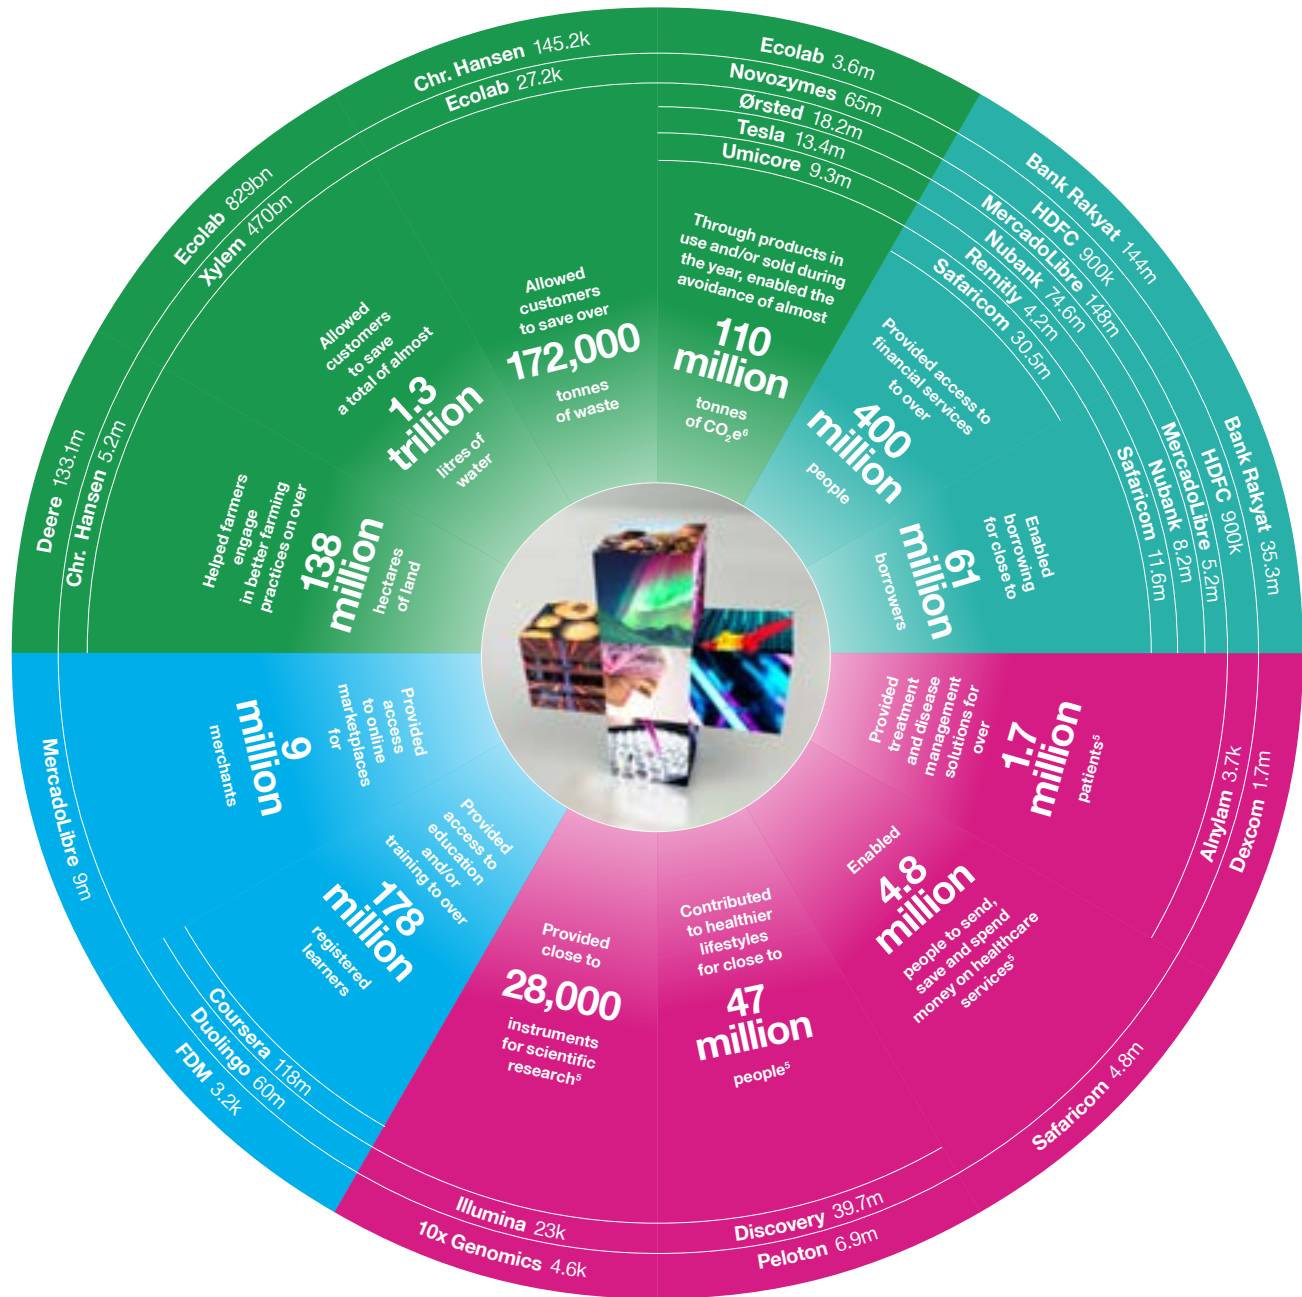 Ecolab 3.6m
Novozymes 65m
Ørsted 18.2m
Tesla 13.4m
Umicore 9.3m
Through products in
use and/or sold during
the year, enabled the
avoidance of almost
110
million
tonnes
of CO₂e⁶
Bank Rakyat 144m
HDFC 900k
MercadoLibre 148m
Nubank 74.6m
Remitly 4.2m
Safaricom 30.5m
Provided access to
financial services
to over
400
million
people
Bank Rakyat 35.3m
HDFC 900k
MercadoLibre 5.2m
Nubank 8.2m
Safaricom 11.6m
Enabled
borrowing
for close to
61
million
borrowers
Provided
treatment
and disease
management
solutions for
over
1.7
million
patients⁵
Alnylam 3.7k
Dexcom 1.7m
Enabled
4.8
million
people to send,
save and spend
money on healthcare
services⁵
Safaricom 4.8m
Contributed
to healthier
lifestyles
for close to
47
million
people⁵
Discovery 39.7m
Peloton 6.9m
Provided
close to
28,000
instruments
for scientific
research⁵
Illumina 23k
10x Genomics 4.6k
Provided
access to
education
and/or
training to over
178
million
registered
learners
Coursera 118m
Duolingo 60m
FDM 3.2k
Provided
access
to online
marketplaces
for
9
million
merchants
MercadoLibre 9m
Deere 133.1m
Chr. Hansen 5.2m
Helped farmers
engage
in better farming
practices on over
138
million
hectares
of land
Ecolab 829bn
Xylem 470bn
Allowed
customers
to save
a total of almost
1.3
trillion
litres of
water
Chr. Hansen 145.2k
Ecolab 27.2k
Allowed
customers
to save over
172,000
tonnes
of waste